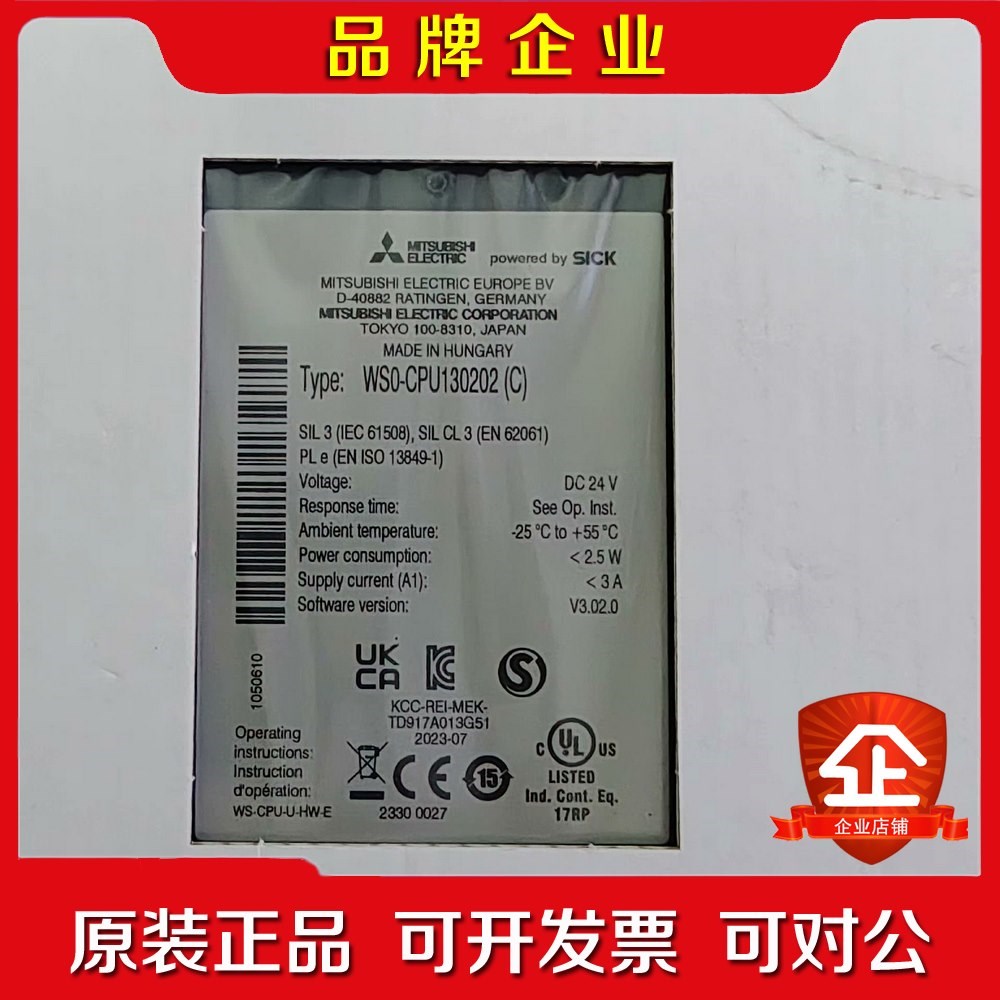 品牌企业
MITSUBISHI
ELECTRIC
powered by SICK
MITSUBISHI ELECTRIC EUROPE BV
D-40882 RATINGEN, GERMANY
MITSUBISHI ELECTRIC CORPORATION
TOKYO 100-8310, JAPAN
MADE IN HUNGARY
Type: WS0-CPU130202 (C)
SIL 3 (IEC 61508), SIL CL 3 (EN 62061)
PL e (EN ISO 13849-1)
Voltage: DC 24 V
Response time: See Op. Inst.
Ambient temperature: -25 °C to +55 °C
Power consumption: < 2.5 W
Supply current (A1): < 3 A
Software version: V3.02.0
1050610
UK
CA
KCC-REI-MEK-
TD917A013G51
2023-07
Operating
instructions:
Instruction
d'opération:
WS-CPU-U-HW-E
CE
15
2330 0027
C UL US
LISTED
Ind. Cont. Eq.
17RP
企业店铺
原装正品 可开发票 可对公